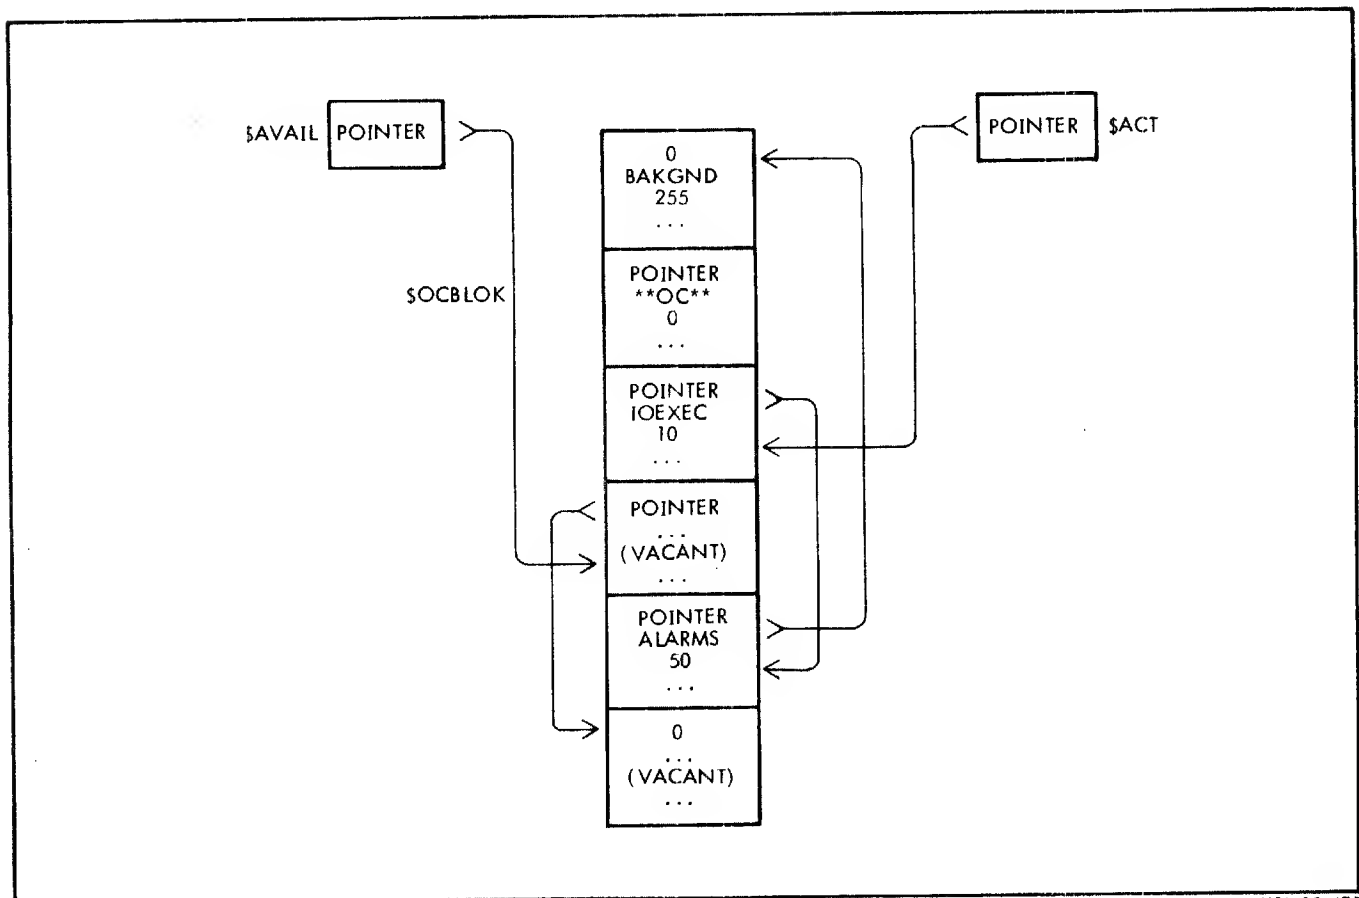 $AVAIL POINTER
POINTER $ACT
0
BAKGND
255
...
$OCBLOK
POINTER
**OC**
0
...
POINTER
IOEXEC
10
...
POINTER
...
(VACANT)
...
POINTER
ALARMS
50
...
0
...
(VACANT)
...